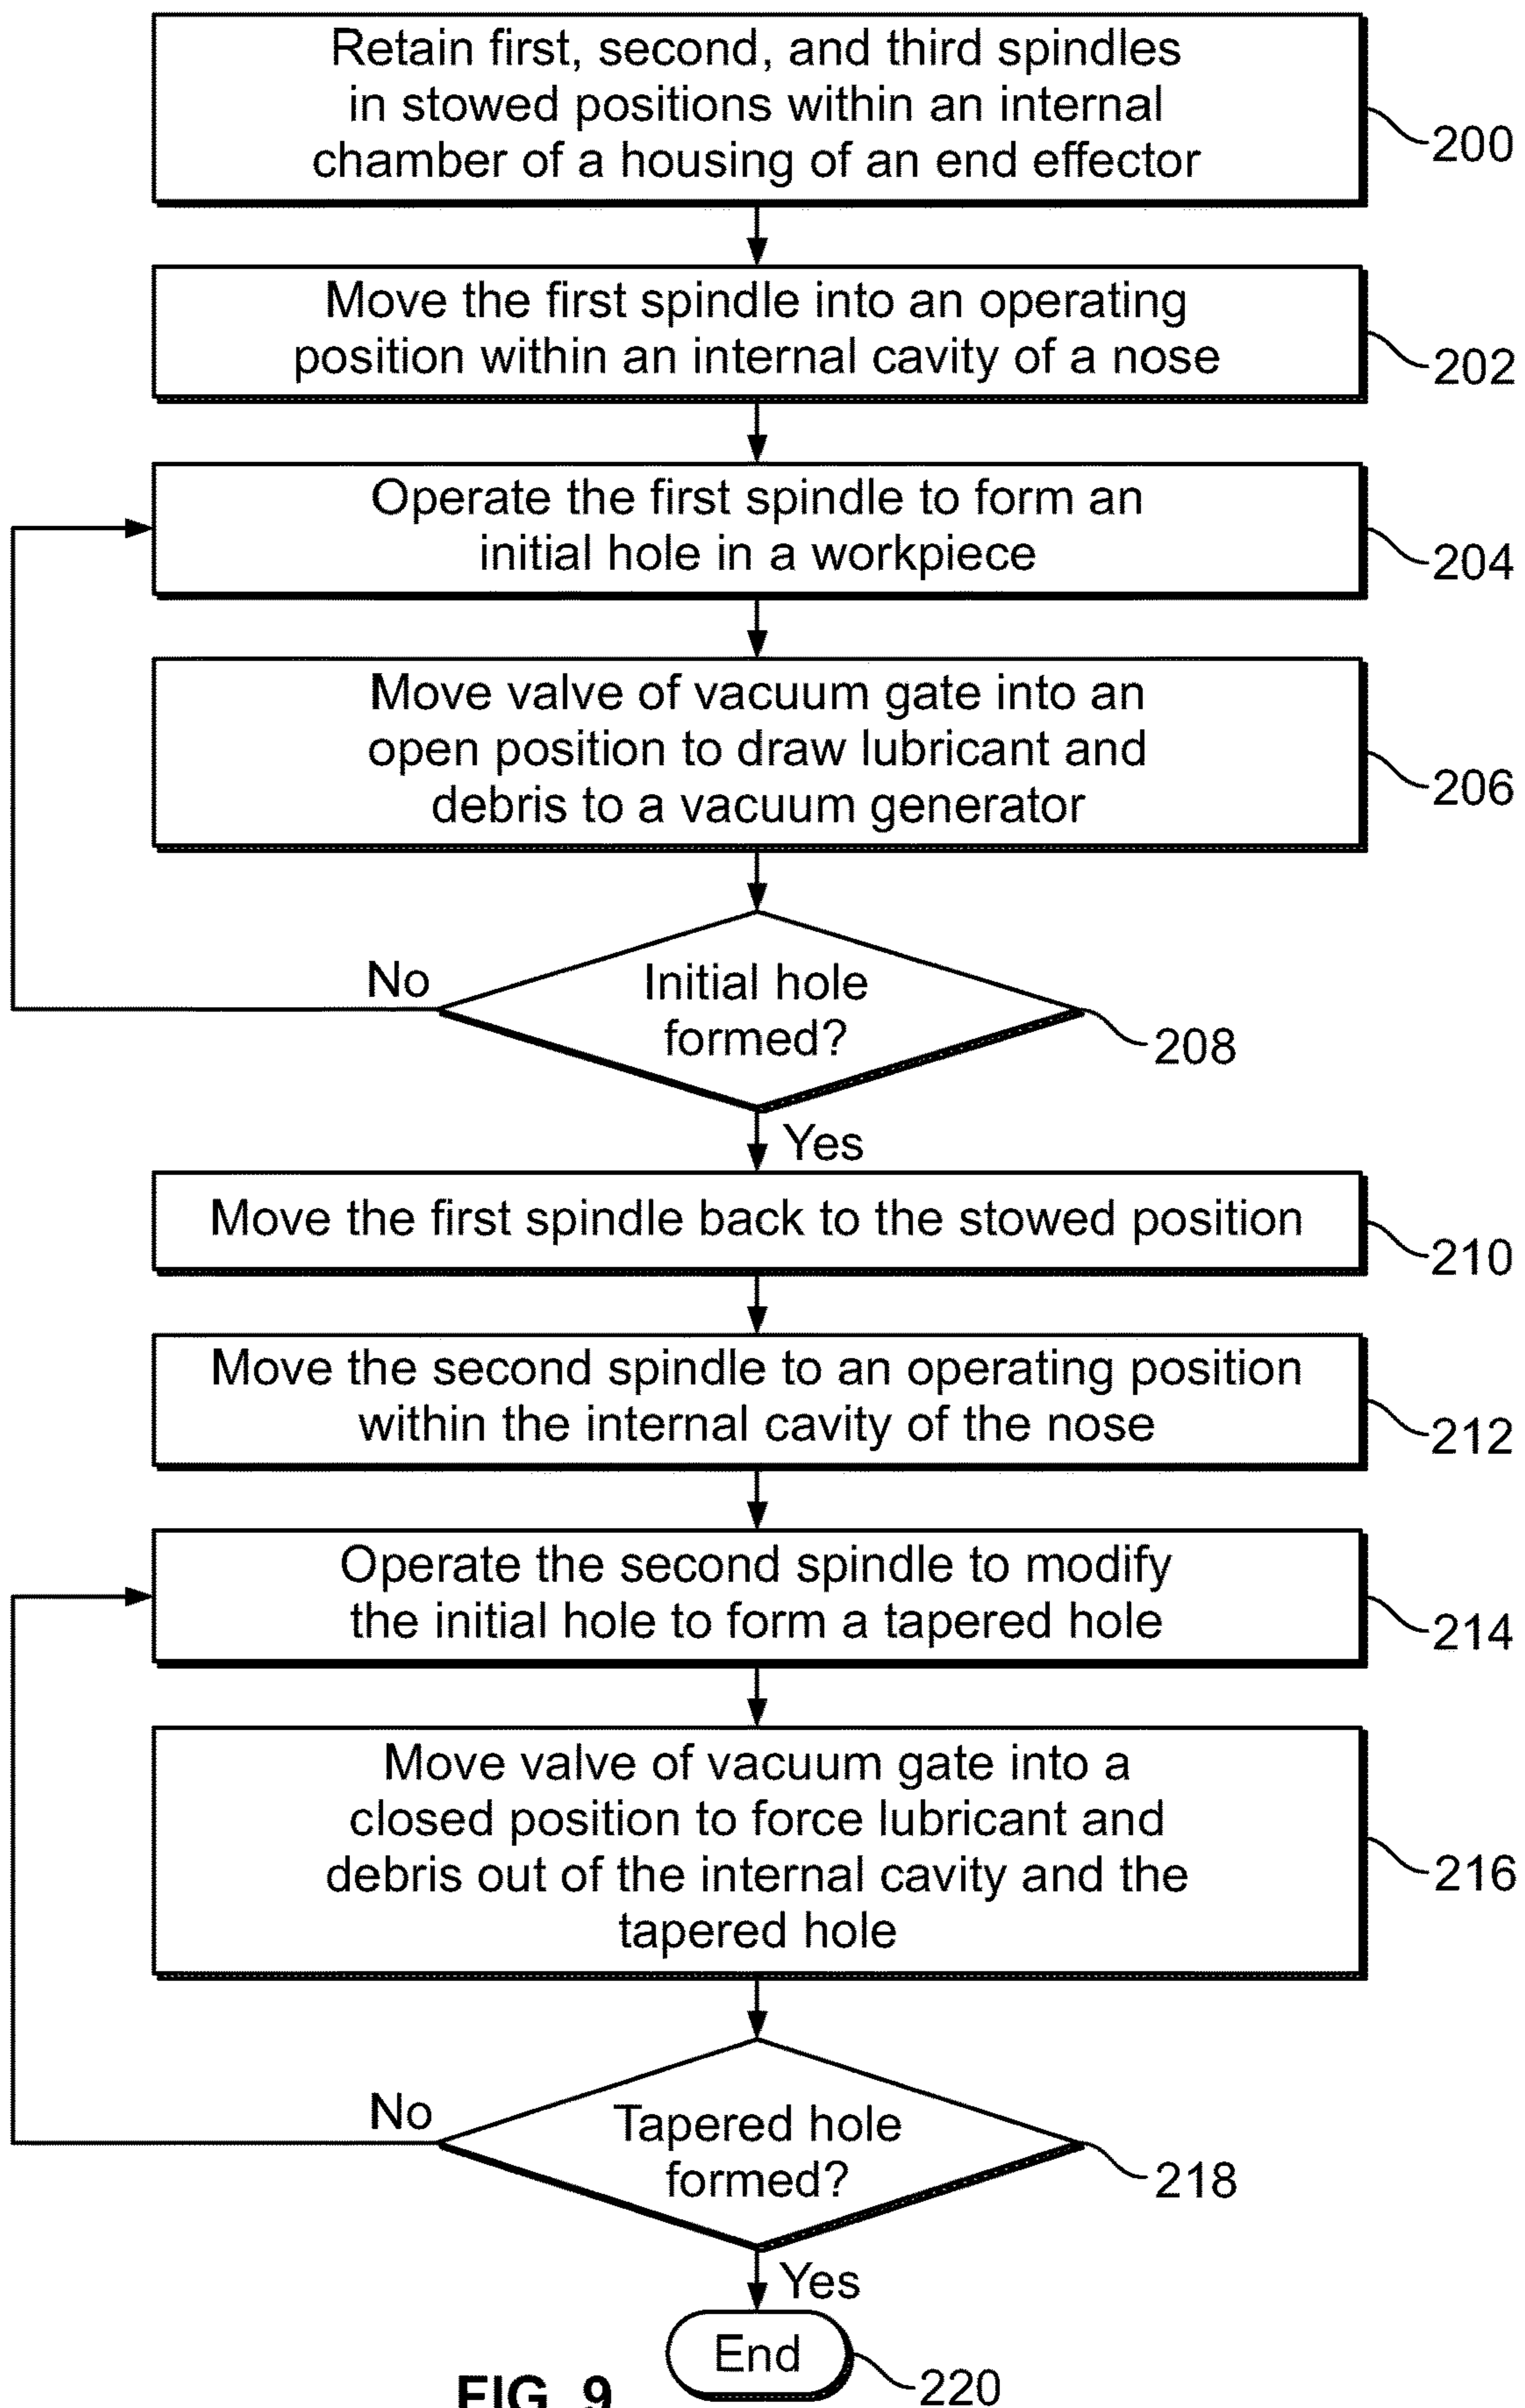 Retain first, second, and third spindles
in stowed positions within an internal
chamber of a housing of an end effector
200
Move the first spindle into an operating
position within an internal cavity of a nose
202
Operate the first spindle to form an
initial hole in a workpiece
204
Move valve of vacuum gate into an
open position to draw lubricant and
debris to a vacuum generator
206
No
Initial hole
formed?
208
Yes
Move the first spindle back to the stowed position
210
Move the second spindle to an operating position
within the internal cavity of the nose
212
Operate the second spindle to modify
the initial hole to form a tapered hole
214
Move valve of vacuum gate into a
closed position to force lubricant and
debris out of the internal cavity and the
tapered hole
216
No
Tapered hole
formed?
218
Yes
End
220
FIG. 9